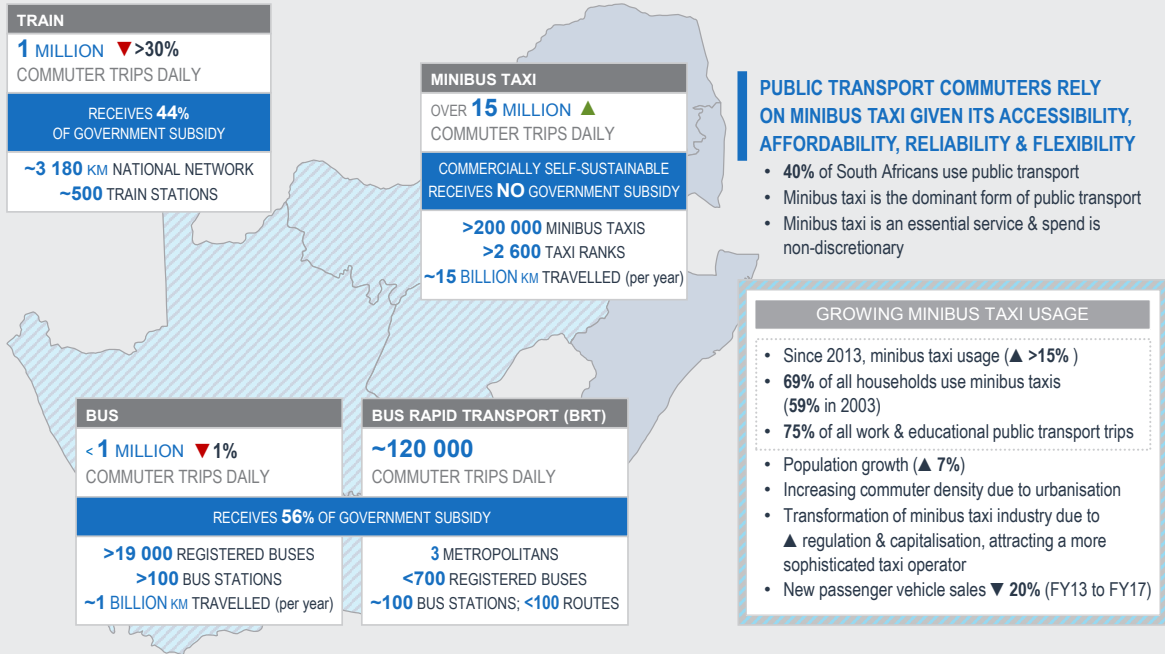 TRAIN
1 MILLION ▼>30%
COMMUTER TRIPS DAILY
RECEIVES 44%
OF GOVERNMENT SUBSIDY
~3 180 KM NATIONAL NETWORK
~500 TRAIN STATIONS
MINIBUS TAXI
OVER 15 MILLION ▲
COMMUTER TRIPS DAILY
COMMERCIALLY SELF-SUSTAINABLE
RECEIVES NO GOVERNMENT SUBSIDY
>200 000 MINIBUS TAXIS
>2 600 TAXI RANKS
~15 BILLION KM TRAVELLED (per year)
BUS
< 1 MILLION ▼1%
COMMUTER TRIPS DAILY
BUS RAPID TRANSPORT (BRT)
~120 000
COMMUTER TRIPS DAILY
RECEIVES 56% OF GOVERNMENT SUBSIDY
>19 000 REGISTERED BUSES
>100 BUS STATIONS
~1 BILLION KM TRAVELLED (per year)
3 METROPOLITANS
<700 REGISTERED BUSES
~100 BUS STATIONS; <100 ROUTES
PUBLIC TRANSPORT COMMUTERS RELY
ON MINIBUS TAXI GIVEN ITS ACCESSIBILITY,
AFFORDABILITY, RELIABILITY & FLEXIBILITY
• 40% of South Africans use public transport
• Minibus taxi is the dominant form of public transport
• Minibus taxi is an essential service & spend is
non-discretionary
GROWING MINIBUS TAXI USAGE
• Since 2013, minibus taxi usage (▲ >15% )
• 69% of all households use minibus taxis
(59% in 2003)
• 75% of all work & educational public transport trips
• Population growth (▲ 7%)
• Increasing commuter density due to urbanisation
• Transformation of minibus taxi industry due to
▲ regulation & capitalisation, attracting a more
sophisticated taxi operator
• New passenger vehicle sales ▼ 20% (FY13 to FY17)